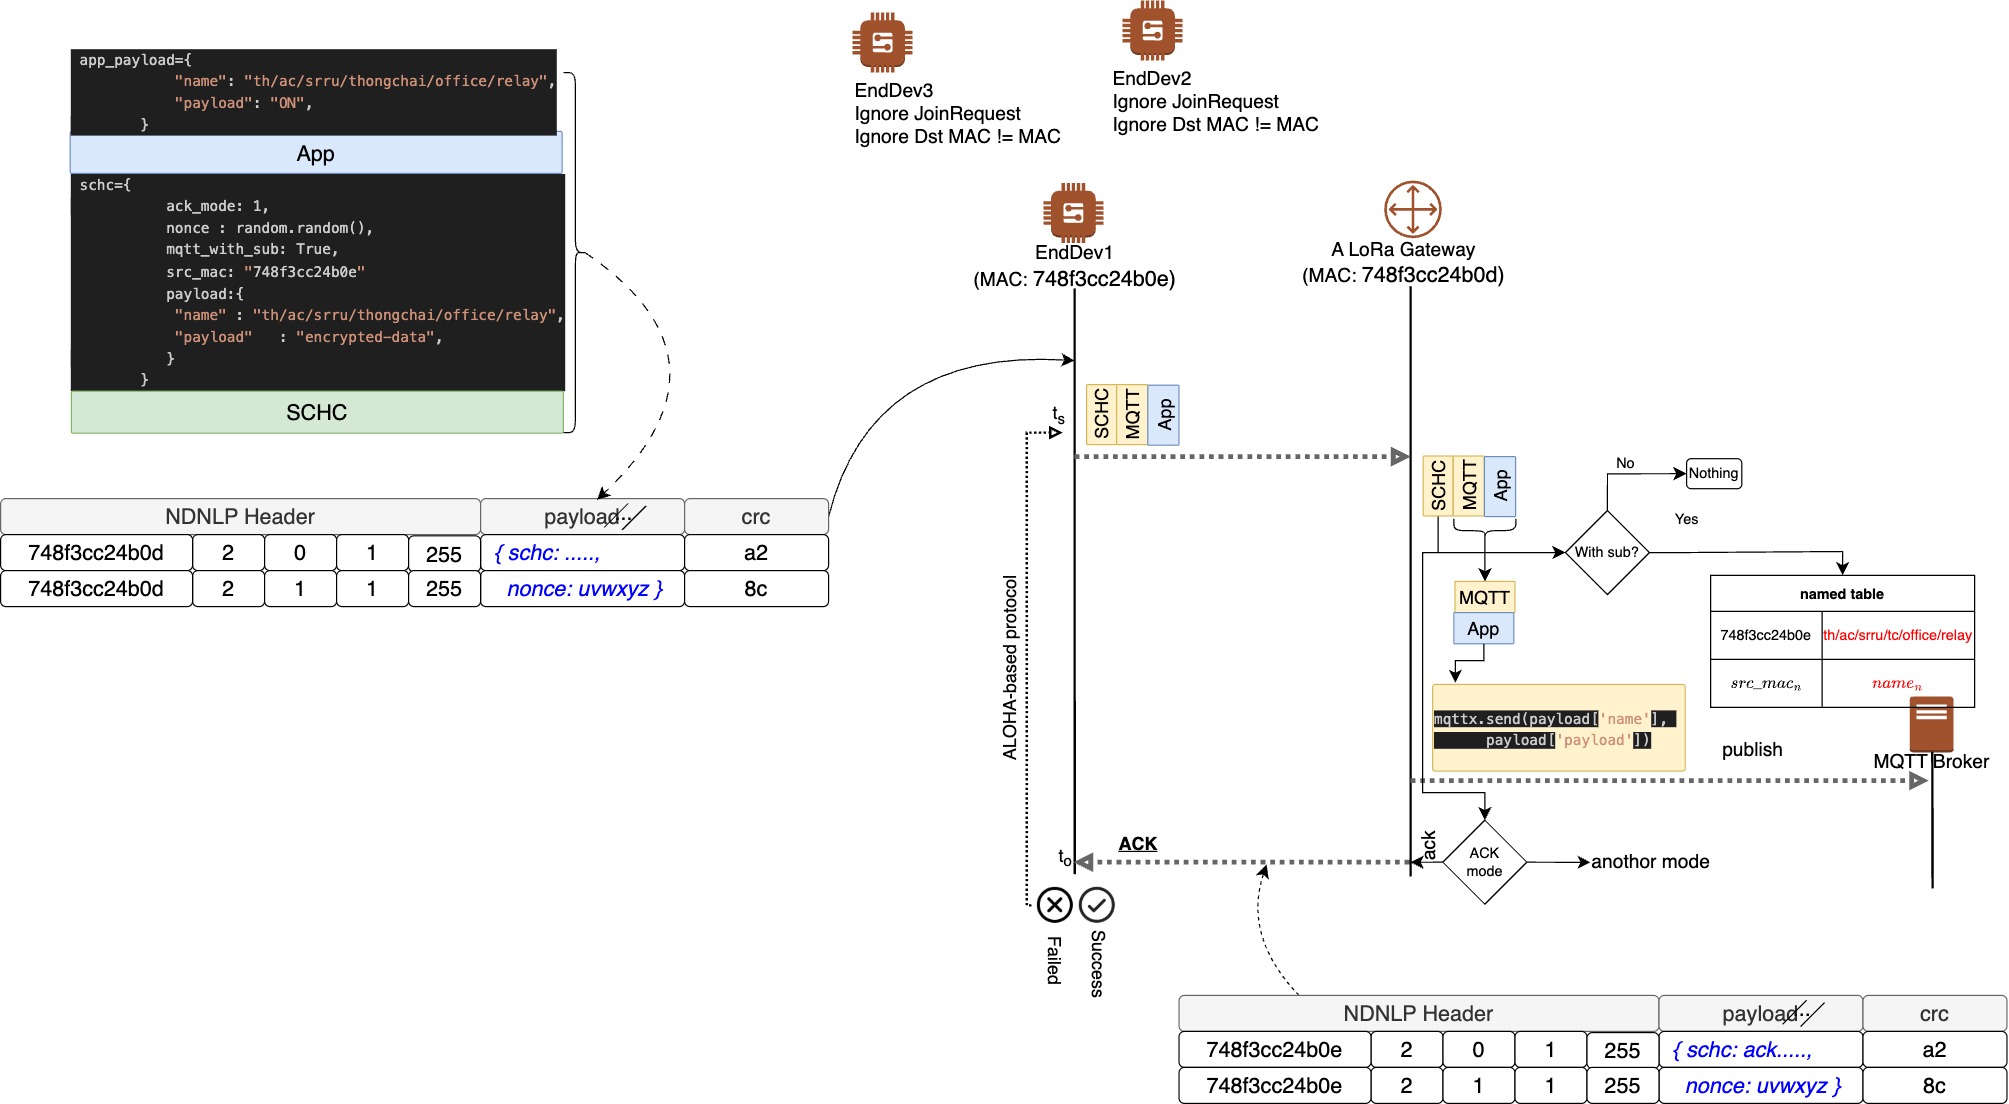 app_payload={
"name": "th/ac/srru/thongchai/office/relay",
"payload": "ON",
}
App
schc={
ack_mode: 1,
nonce : random.random(),
mqtt_with_sub: True,
src_mac: "748f3cc24b0e"
payload:{
"name" : "th/ac/srru/thongchai/office/relay",
"payload" : "encrypted-data",
}
}
SCHC
NDNLP Header payload crc
748f3cc24b0d 2 0 1 255 { schc: ....., a2
748f3cc24b0d 2 1 1 255 nonce: uvwxyz } 8c
EndDev3
Ignore JoinRequest
Ignore Dst MAC != MAC
EndDev2
Ignore JoinRequest
Ignore Dst MAC != MAC
EndDev1
(MAC: 748f3cc24b0e)
A LoRa Gateway
(MAC: 748f3cc24b0d)
ts
SCHC
MQTT
App
ALOHA-based protocol
SCHC
MQTT
App
With sub?
No
Nothing
Yes
named table
748f3cc24b0e th/ac/srru/tc/office/relay
src_macn namen
MQTT
App
mqttx.send(payload['name'],
payload['payload'])
publish
MQTT Broker
ACK
to
ack
ACK
mode
anothor mode
Failed
Success
NDNLP Header payload crc
748f3cc24b0e 2 0 1 255 { schc: ack....., a2
748f3cc24b0e 2 1 1 255 nonce: uvwxyz } 8c